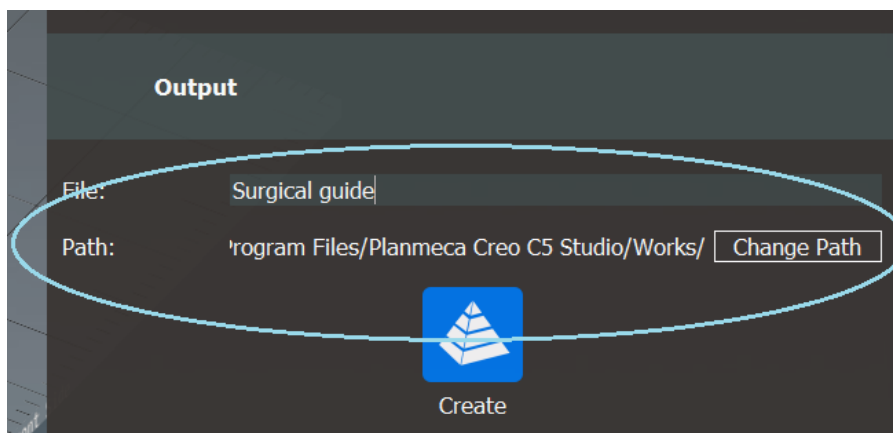 Output
File: Surgical guide
Path: rogram Files/Planmeca Creo C5 Studio/Works/ Change Path
Create